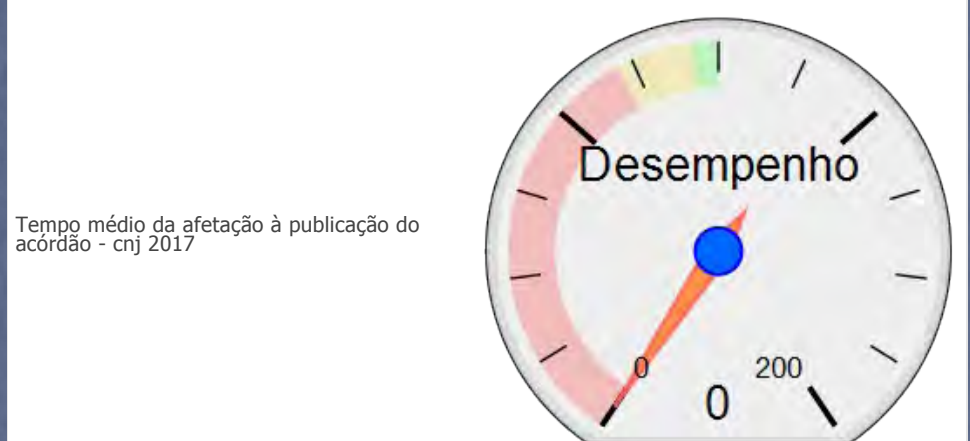 Desempenho
Tempo médio da afetação à publicação do
acórdão - cnj 2017
0
200
0